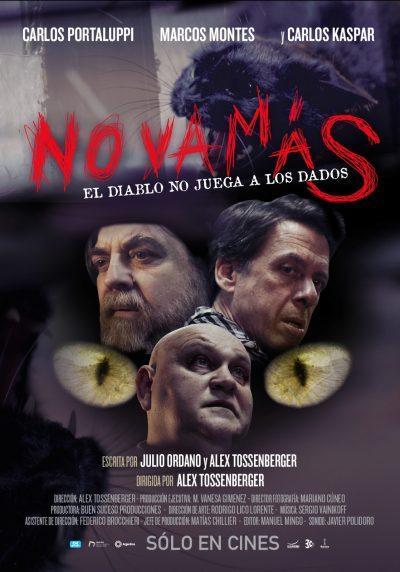 CARLOS PORTALUPPI MARCOS MONTES y CARLOS KASPAR
NO VA MÁS
EL DIABLO NO JUEGA A LOS DADOS
ESCRITA POR JULIO ORDANO y ALEX TOSSENBERGER
DIRIGIDA POR ALEX TOSSENBERGER
DIRECCIÓN: ALEX TOSSENBERGER - PRODUCCIÓN EJECUTIVA: M. VANESA GIMÉNEZ - DIRECTOR FOTOGRAFÍA: MARIANO CÚNEO
PRODUCTORA: BUEN SUCESO PRODUCCIONES - DIRECCIÓN DE ARTE: RODRIGO LICO LORENTE - MÚSICA: SERGIO VAINIKOFF
ASISTENTE DE DIRECCIÓN: FEDERICO BROCCHIERI - JEFE DE PRODUCCIÓN: MATÍAS CHILLIER - EDITOR: MANUEL MINGO - SONIDO: JAVIER POLIDORO
SÓLO EN CINES